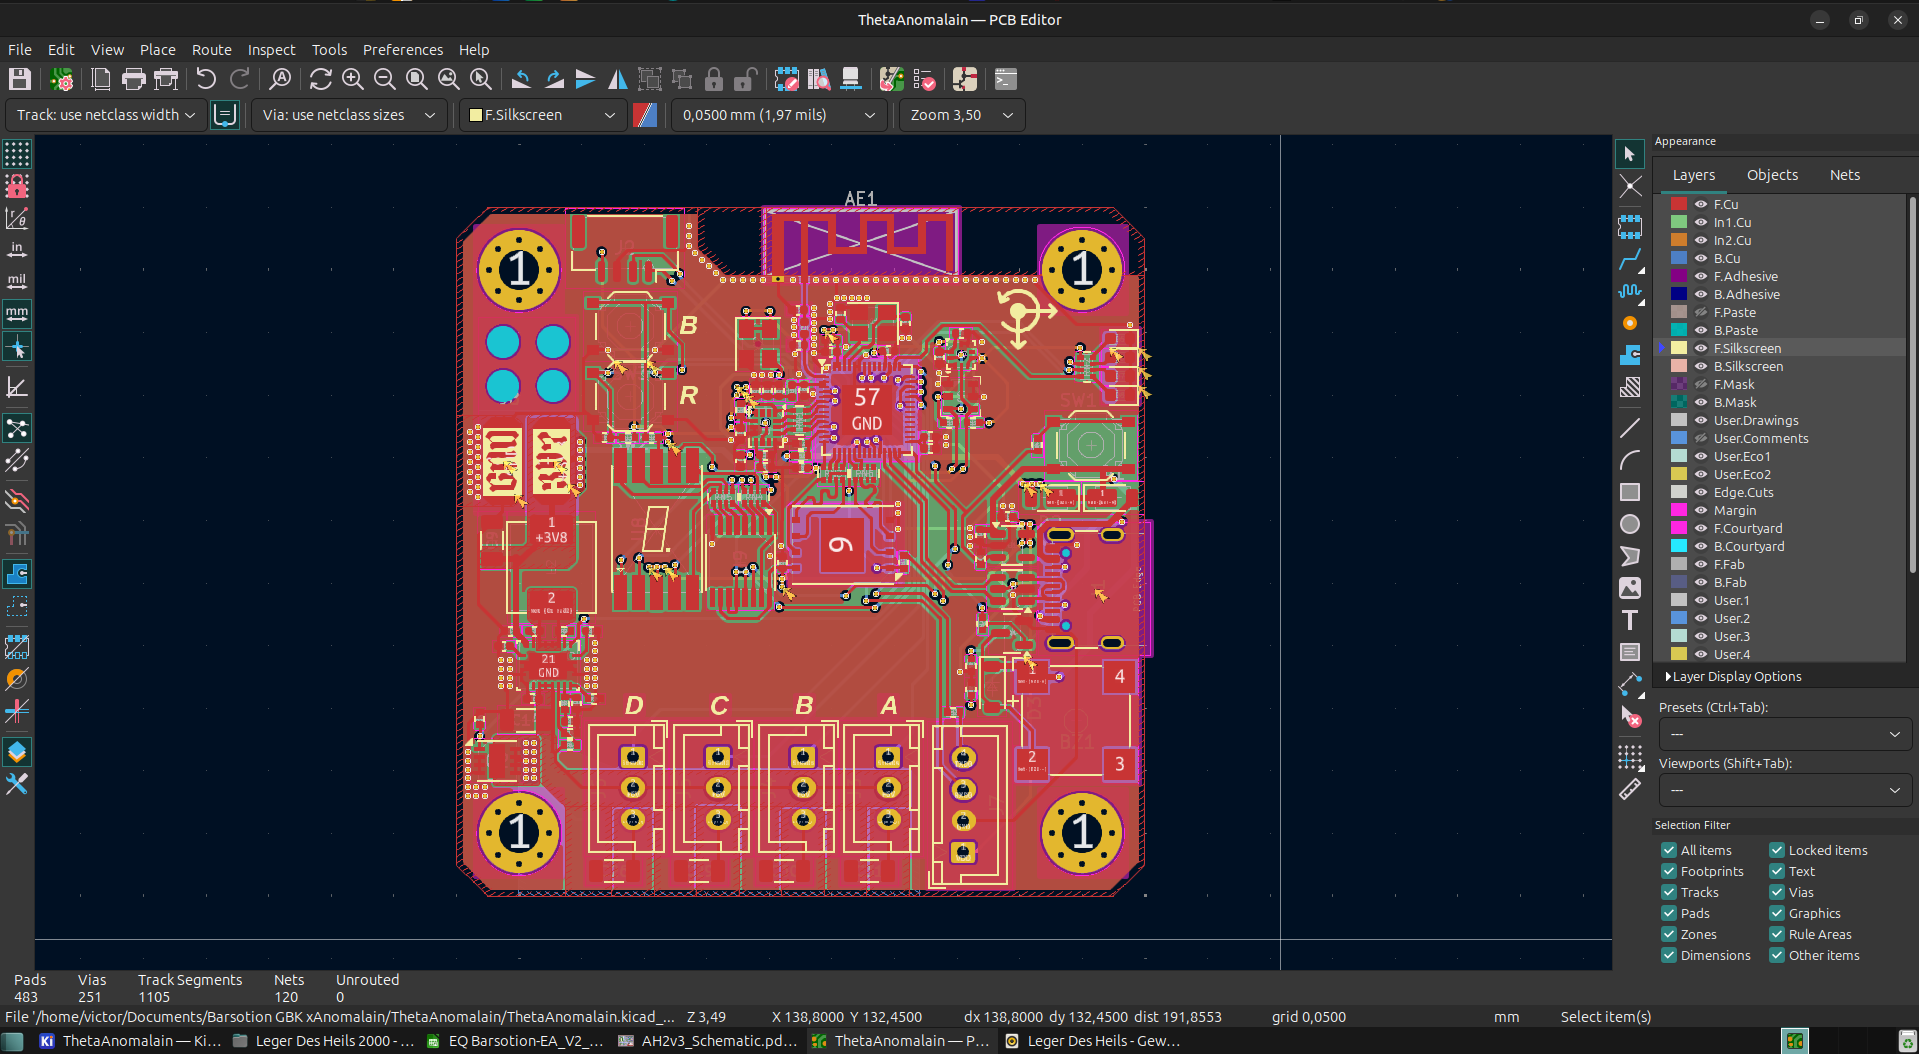 ThetaAnomalain — PCB Editor
File Edit View Place Route Inspect Tools Preferences Help
Track: use netclass width Via: use netclass sizes F.Silkscreen 0,0500 mm (1,97 mils) Zoom 3,50
in
mil
mm
AE1
1
1
B
R
57
GND
SW1
1
+3V8
2
9
21
GND
D C B A
1
4
2
3
BZ1
1
1
Appearance
Layers Objects Nets
F.Cu
In1.Cu
In2.Cu
B.Cu
F.Adhesive
B.Adhesive
F.Paste
B.Paste
F.Silkscreen
B.Silkscreen
F.Mask
B.Mask
User.Drawings
User.Comments
User.Eco1
User.Eco2
Edge.Cuts
Margin
F.Courtyard
B.Courtyard
F.Fab
B.Fab
User.1
User.2
User.3
User.4
Layer Display Options
Presets (Ctrl+Tab):
---
Viewports (Shift+Tab):
---
Selection Filter
All items Locked items
Footprints Text
Tracks Vias
Pads Graphics
Zones Rule Areas
Dimensions Other items
Pads Vias Track Segments Nets Unrouted
483 251 1105 120 0
File '/home/victor/Documents/Barsotion GBK xAnomalain/ThetaAnomalain/ThetaAnomalain.kicad_... Z 3,49 X 138,8000 Y 132,4500 dx 138,8000 dy 132,4500 dist 191,8553 grid 0,0500 mm Select item(s)
Ki ThetaAnomalain — Ki... Leger Des Heils 2000 - ... EQ Barsotion-EA_V2_... AH2v3_Schematic.pd... ThetaAnomalain — P... Leger Des Heils - Gew...